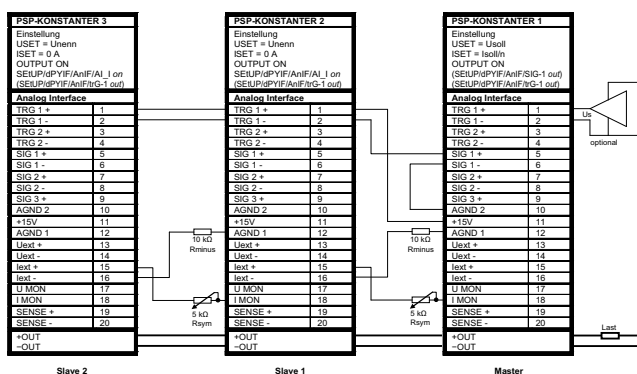 PSP-KONSTANTER 3
Einstellung
USET = Unenn
ISET = 0 A
OUTPUT ON
SEtUP/dPYIF/AnIF/AI_I on
(SEtUP/dPYIF/AnIF/trG-1 out)
Analog Interface
TRG 1 + 1
TRG 1 - 2
TRG 2 + 3
TRG 2 - 4
SIG 1 + 5
SIG 1 - 6
SIG 2 + 7
SIG 2 - 8
SIG 3 + 9
AGND 2 10
+15V 11
AGND 1 12
Uext + 13
Uext - 14
Iext + 15
Iext - 16
U MON 17
I MON 18
SENSE + 19
SENSE - 20
+OUT
−OUT
Slave 2
10 kΩ
Rminus
5 kΩ
Rsym
PSP-KONSTANTER 2
Einstellung
USET = Unenn
ISET = 0 A
OUTPUT ON
SEtUP/dPYIF/AnIF/AI_I on
(SEtUP/dPYIF/AnIF/trG-1 out)
Analog Interface
TRG 1 + 1
TRG 1 - 2
TRG 2 + 3
TRG 2 - 4
SIG 1 + 5
SIG 1 - 6
SIG 2 + 7
SIG 2 - 8
SIG 3 + 9
AGND 2 10
+15V 11
AGND 1 12
Uext + 13
Uext - 14
Iext + 15
Iext - 16
U MON 17
I MON 18
SENSE + 19
SENSE - 20
+OUT
−OUT
Slave 1
10 kΩ
Rminus
5 kΩ
Rsym
PSP-KONSTANTER 1
Einstellung
USET = Usoll
ISET = Isoll/n
OUTPUT ON
(SEtUP/dPYIF/AnIF/SIG-1 out)
(SEtUP/dPYIF/AnIF/trG-1 out)
Analog Interface
TRG 1 + 1
TRG 1 - 2
TRG 2 + 3
TRG 2 - 4
SIG 1 + 5
SIG 1 - 6
SIG 2 + 7
SIG 2 - 8
SIG 3 + 9
AGND 2 10
+15V 11
AGND 1 12
Uext + 13
Uext - 14
Iext + 15
Iext - 16
U MON 17
I MON 18
SENSE + 19
SENSE - 20
+OUT
−OUT
Master
Us
optional
Last